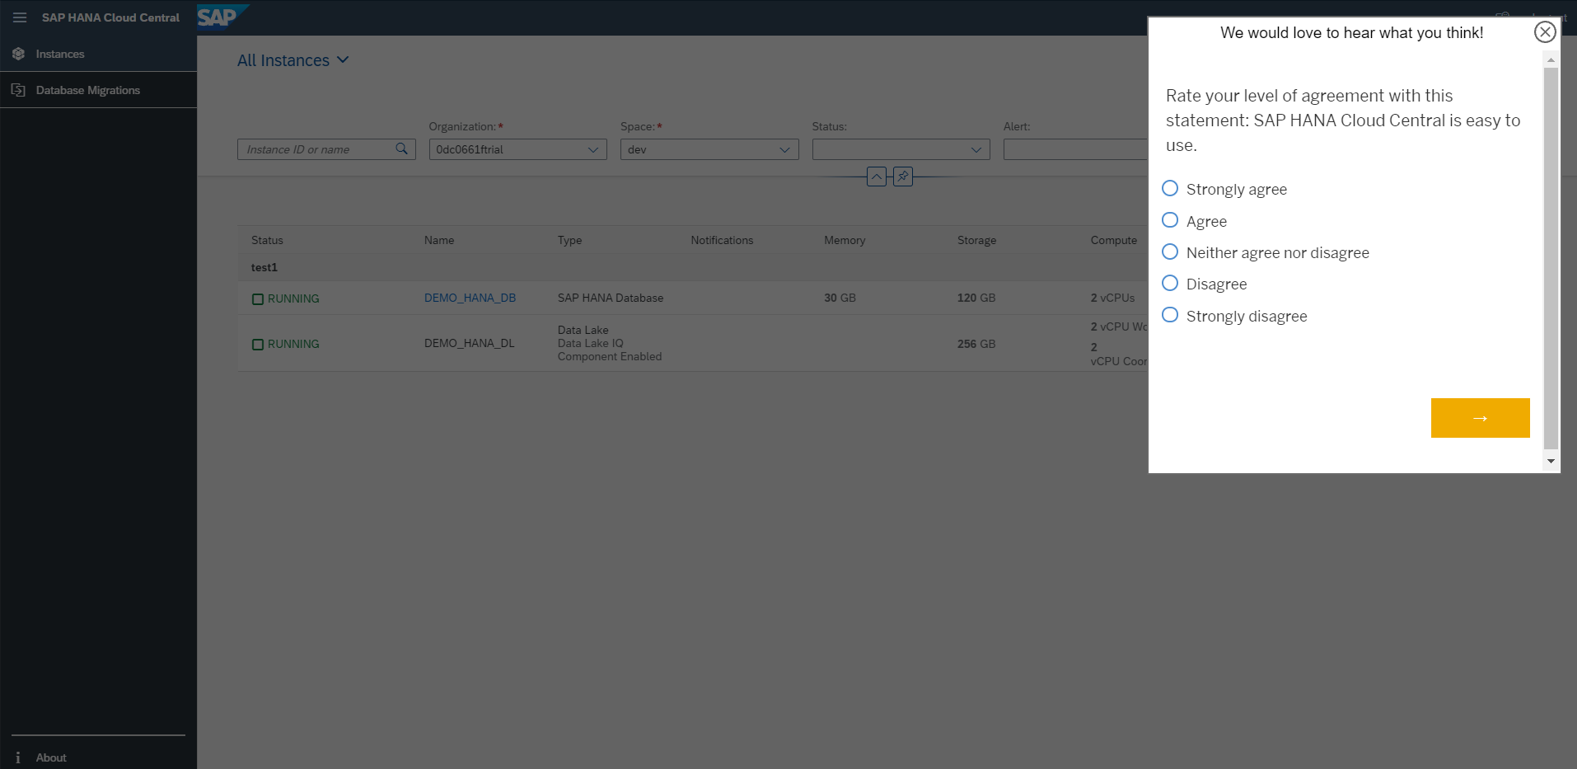 SAP HANA Cloud Central
SAP
Instances
Database Migrations
About
All Instances
Instance ID or name
Organization:*
0dc0661ftrial
Space:*
dev
Status:
Alert:
Status Name Type Notifications Memory Storage Compute
test1
RUNNING DEMO_HANA_DB SAP HANA Database 30 GB 120 GB 2 vCPUs
RUNNING DEMO_HANA_DL
Data Lake
Data Lake IQ
Component Enabled
256 GB
2 vCPU Wo
2
vCPU Coor
We would love to hear what you think!
Rate your level of agreement with this
statement: SAP HANA Cloud Central is easy to
use.
Strongly agree
Agree
Neither agree nor disagree
Disagree
Strongly disagree
→